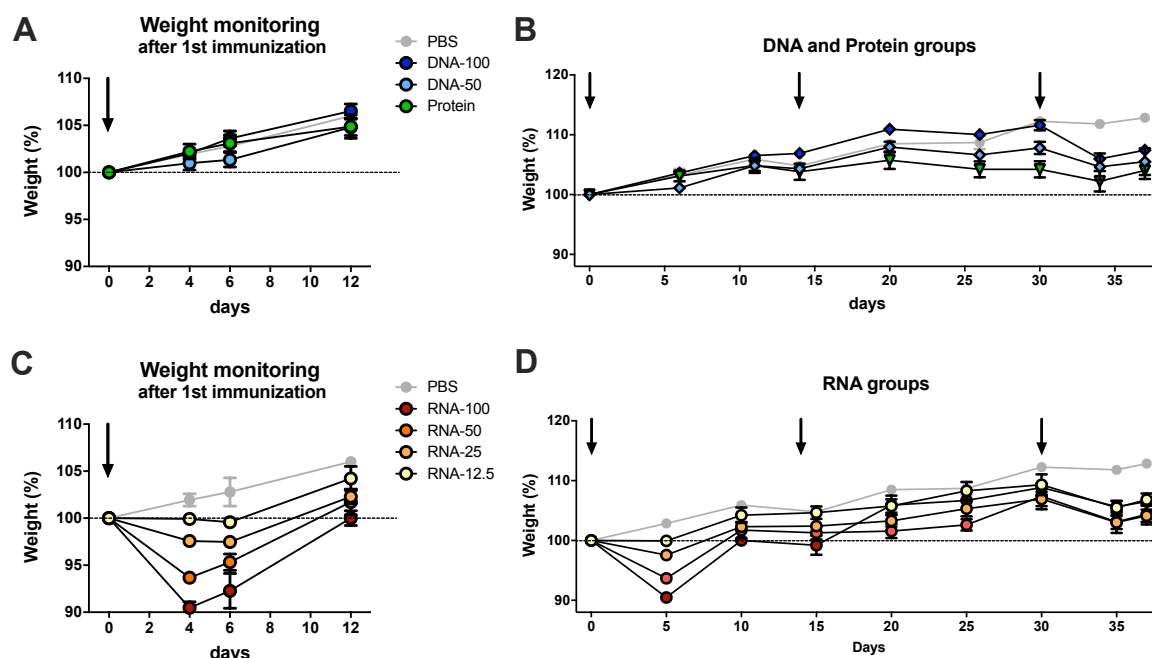 A
Weight monitoring
after 1st immunization
PBS
DNA-100
DNA-50
Protein
110
105
100
95
90
Weight (%)
0 2 4 6 8 10 12
days
B
DNA and Protein groups
120
110
100
90
Weight (%)
0 5 10 15 20 25 30 35
days
C
Weight monitoring
after 1st immunization
PBS
RNA-100
RNA-50
RNA-25
RNA-12.5
110
105
100
95
90
Weight (%)
0 2 4 6 8 10 12
days
D
RNA groups
120
110
100
90
Weight (%)
0 5 10 15 20 25 30 35
Days